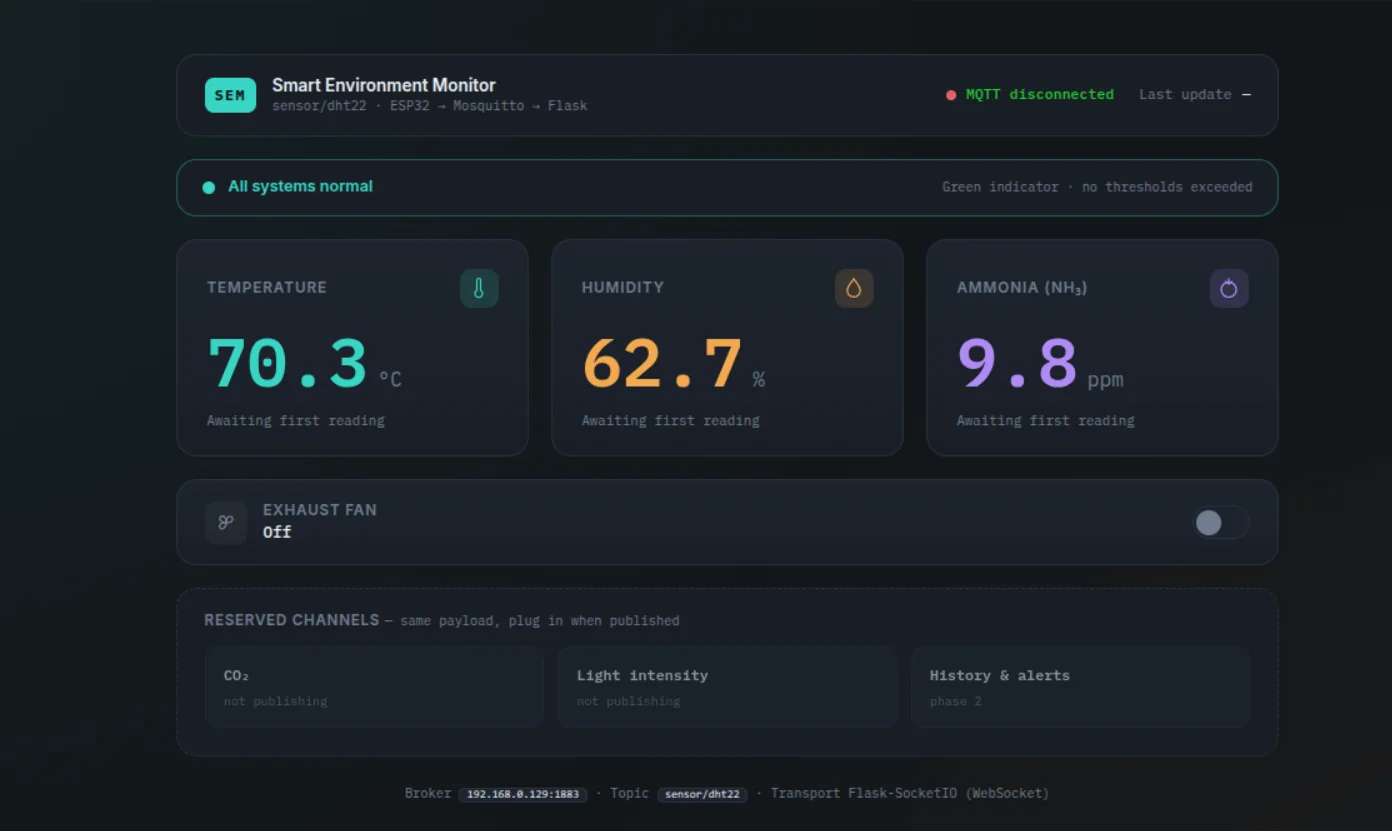 SEM
Smart Environment Monitor
sensor/dht22 · ESP32 → Mosquitto → Flask
MQTT disconnected Last update —
All systems normal
Green indicator · no thresholds exceeded
TEMPERATURE
70.3 °C
Awaiting first reading
HUMIDITY
62.7 %
Awaiting first reading
AMMONIA (NH₃)
9.8 ppm
Awaiting first reading
EXHAUST FAN
Off
RESERVED CHANNELS — same payload, plug in when published
CO₂
not publishing
Light intensity
not publishing
History & alerts
phase 2
Broker 192.168.0.129:1883 · Topic sensor/dht22 · Transport Flask-SocketIO (WebSocket)